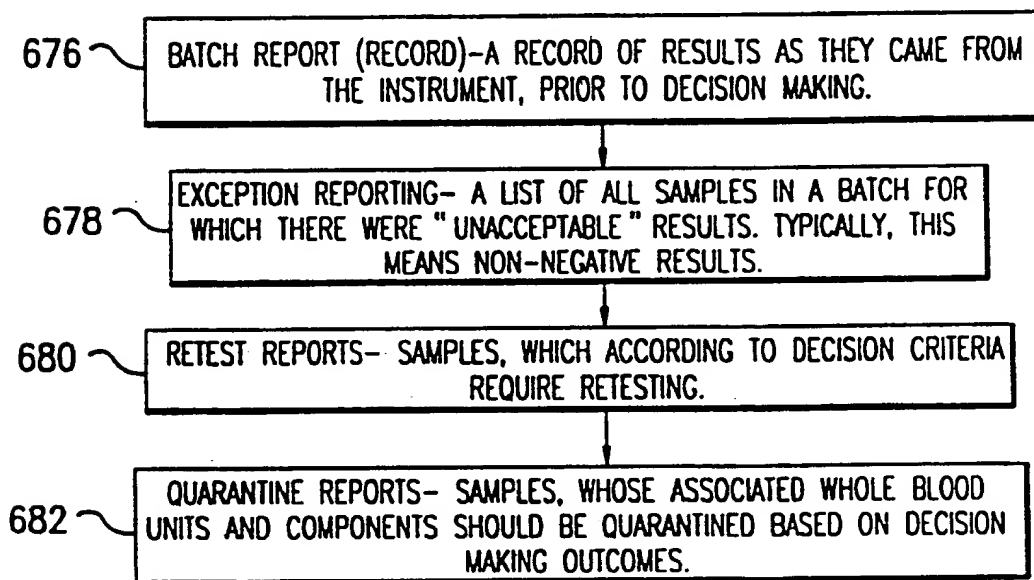 676
BATCH REPORT (RECORD)-A RECORD OF RESULTS AS THEY CAME FROM
THE INSTRUMENT, PRIOR TO DECISION MAKING.
678
EXCEPTION REPORTING- A LIST OF ALL SAMPLES IN A BATCH FOR
WHICH THERE WERE "UNACCEPTABLE" RESULTS. TYPICALLY, THIS
MEANS NON-NEGATIVE RESULTS.
680
RETEST REPORTS- SAMPLES, WHICH ACCORDING TO DECISION CRITERIA
REQUIRE RETESTING.
682
QUARANTINE REPORTS- SAMPLES, WHOSE ASSOCIATED WHOLE BLOOD
UNITS AND COMPONENTS SHOULD BE QUARANTINED BASED ON DECISION
MAKING OUTCOMES.